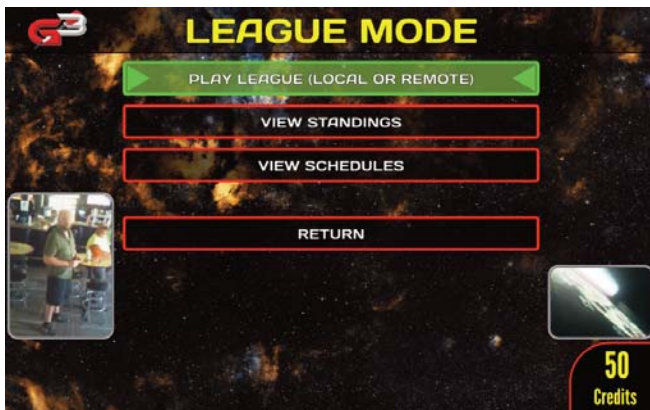 G3
LEAGUE MODE
PLAY LEAGUE (LOCAL OR REMOTE)
VIEW STANDINGS
VIEW SCHEDULES
RETURN
50
Credits